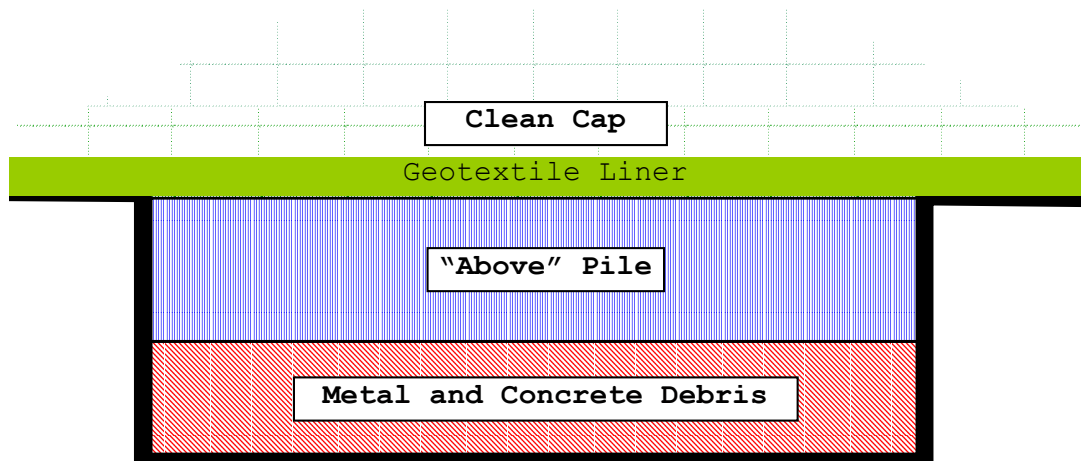 Clean Cap
Geotextile Liner
“Above” Pile
Metal and Concrete Debris